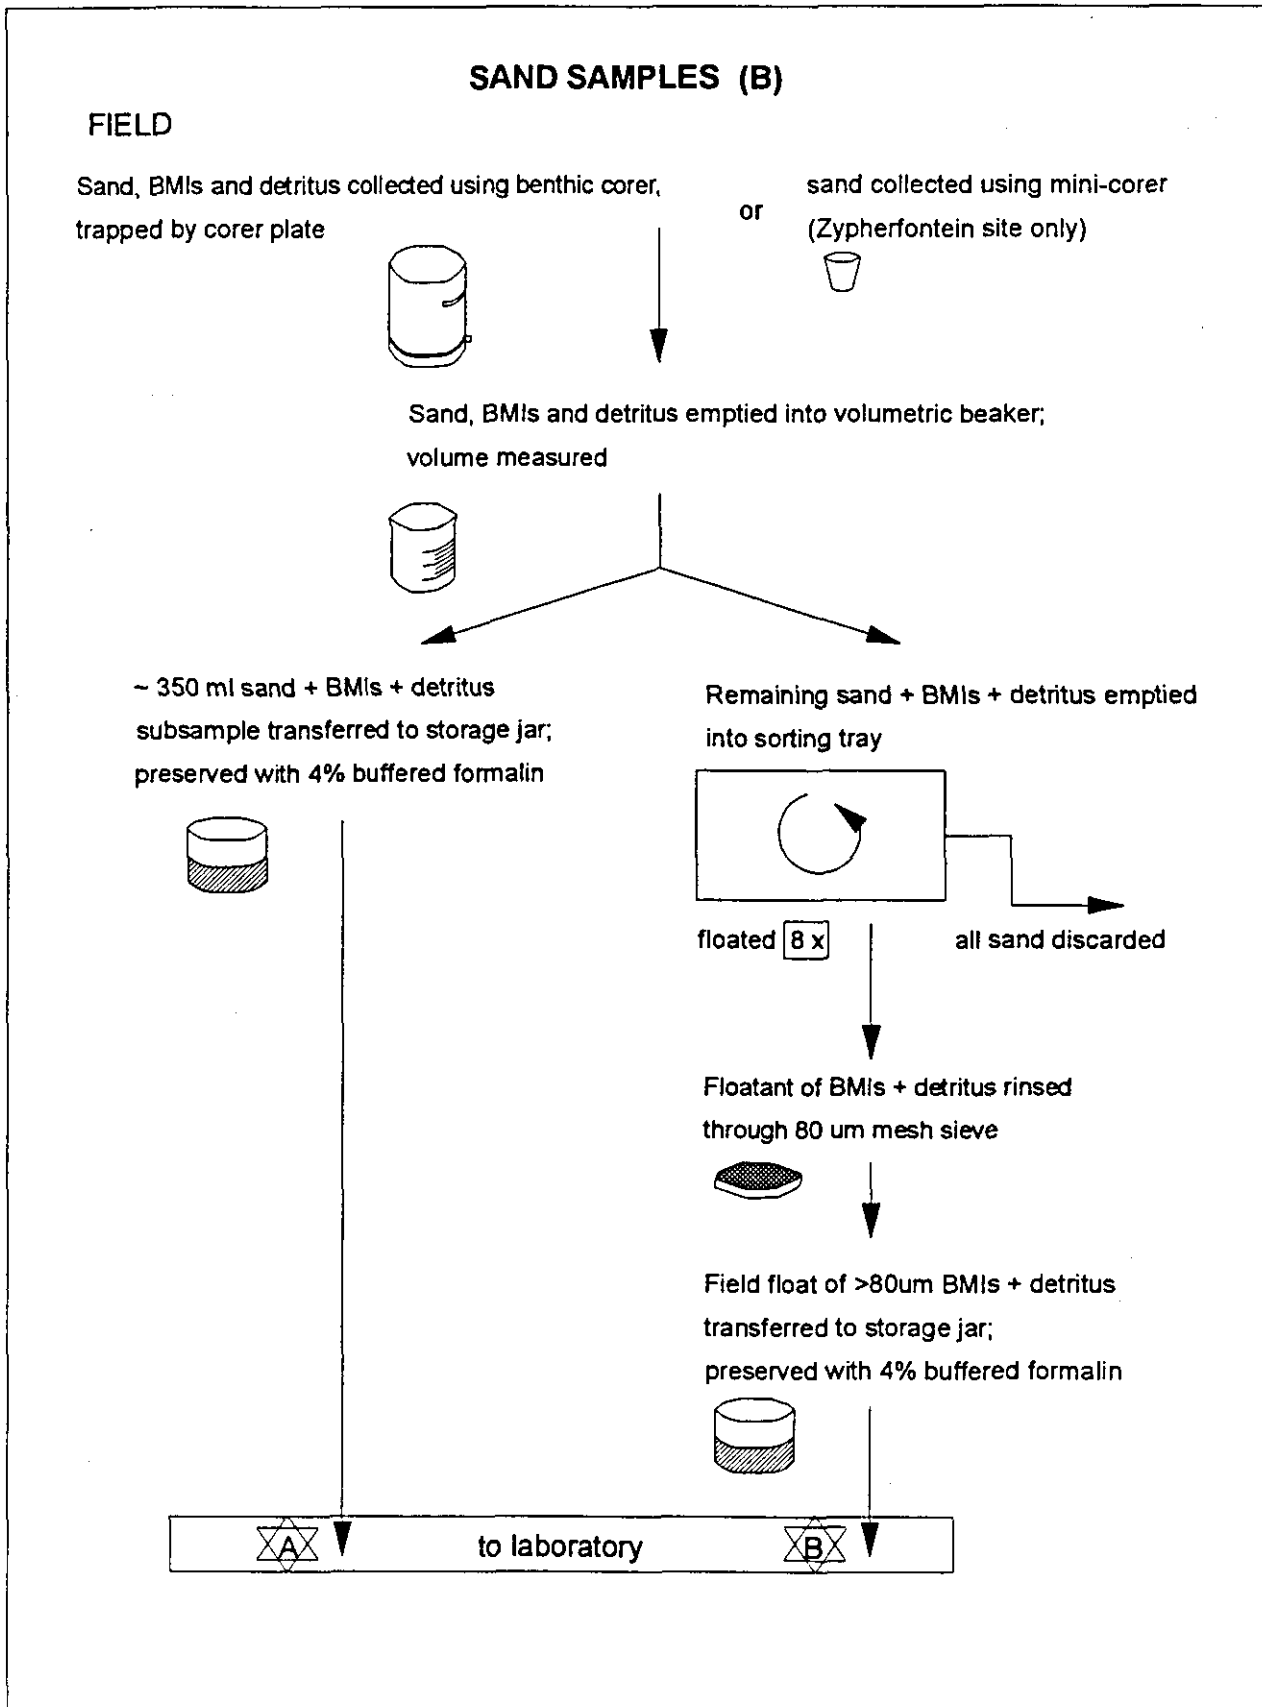 SAND SAMPLES (B)
FIELD
Sand, BMIs and detritus collected using benthic corer,
trapped by corer plate
or
sand collected using mini-corer
(Zypherfontein site only)
Sand, BMIs and detritus emptied into volumetric beaker;
volume measured
~ 350 ml sand + BMIs + detritus
subsample transferred to storage jar;
preserved with 4% buffered formalin
Remaining sand + BMIs + detritus emptied
into sorting tray
floated 8 x
all sand discarded
Floatant of BMIs + detritus rinsed
through 80 um mesh sieve
Field float of >80um BMIs + detritus
transferred to storage jar;
preserved with 4% buffered formalin
A to laboratory B